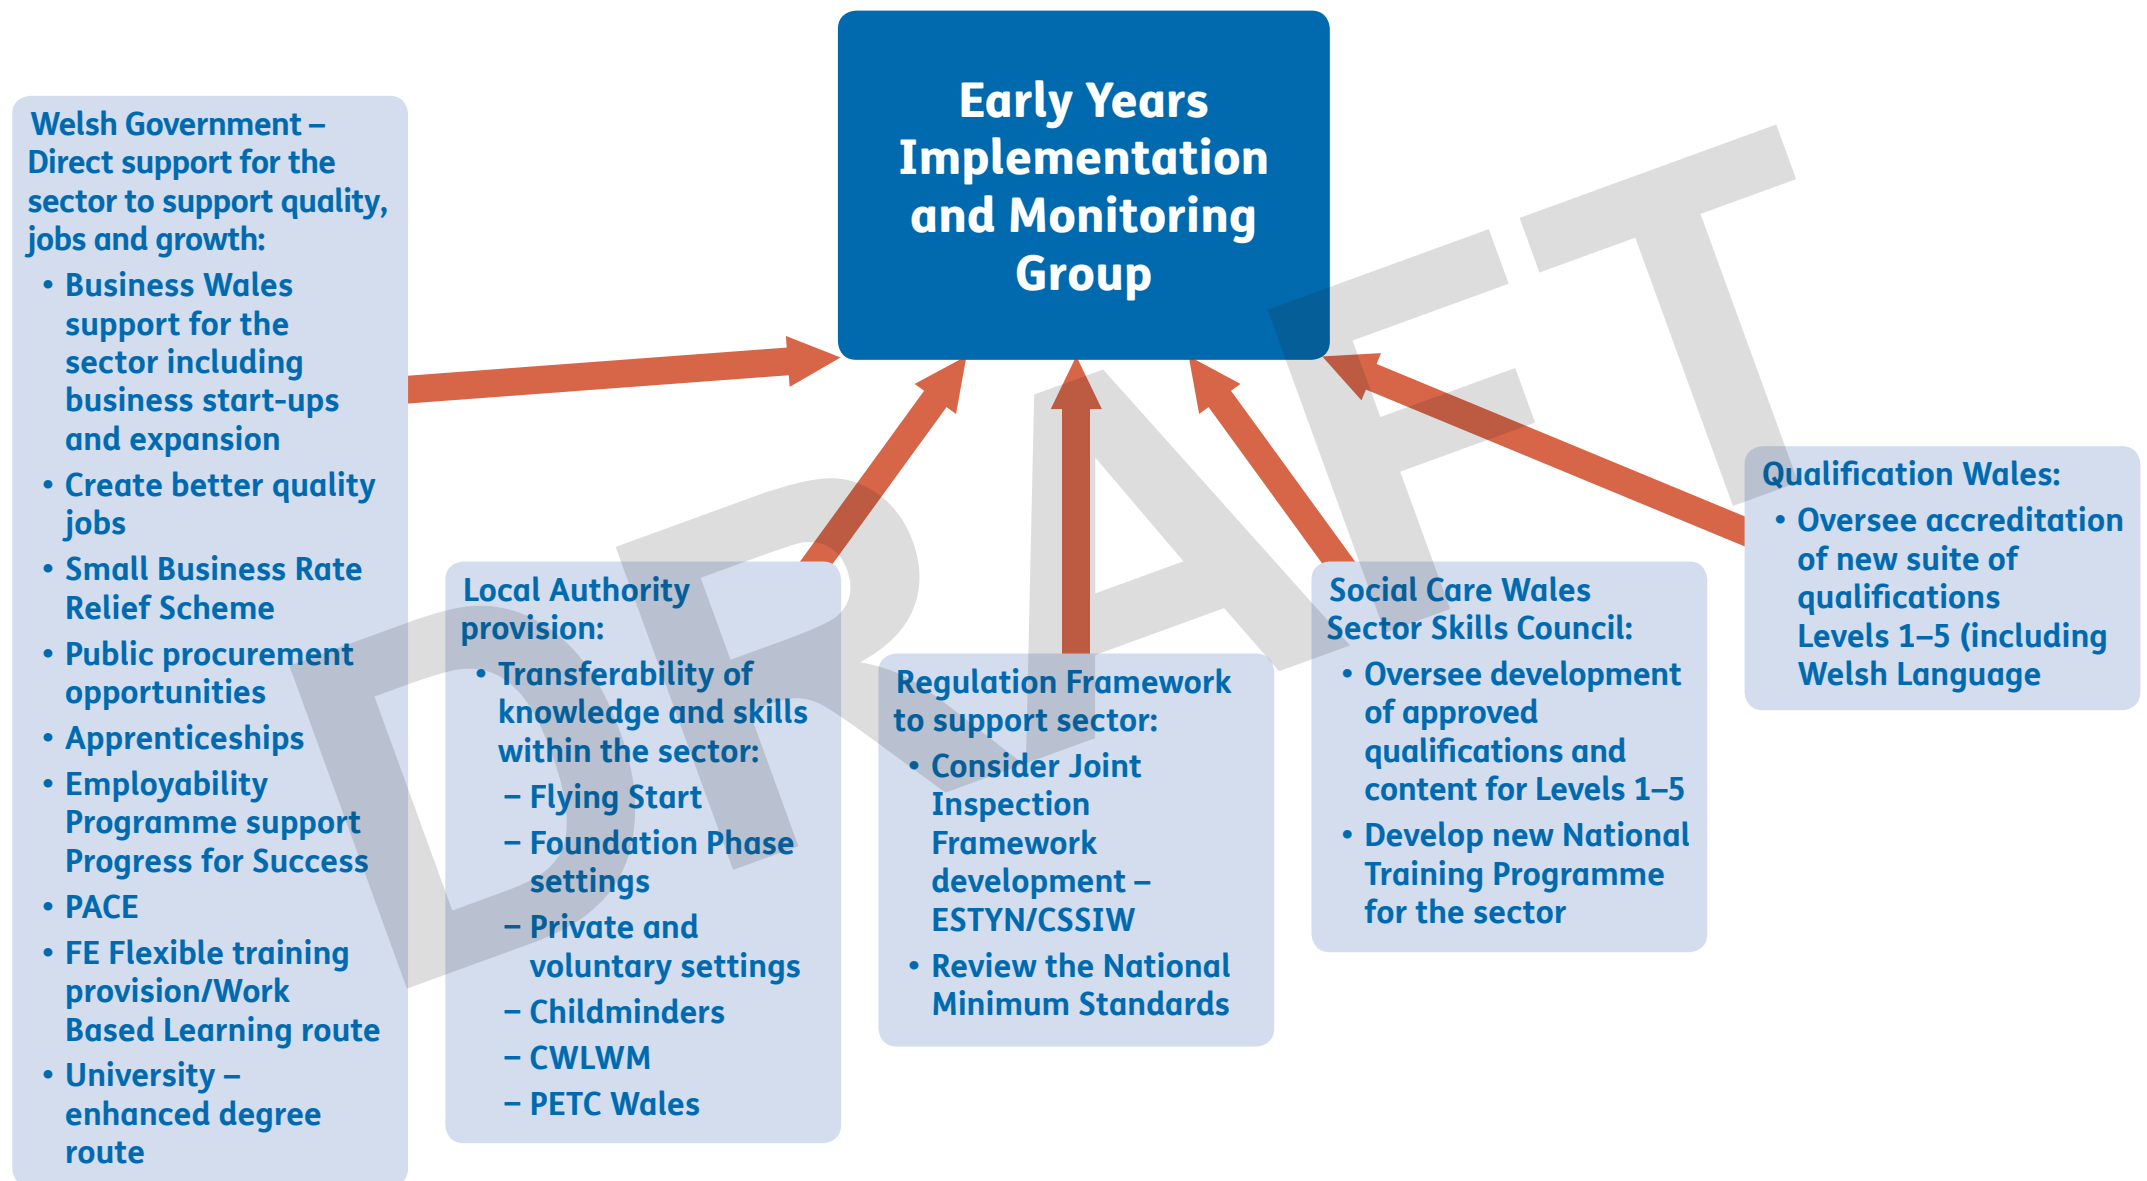 Early Years
Implementation
and Monitoring
Group
Welsh Government –
Direct support for the
sector to support quality,
jobs and growth:
• Business Wales
support for the
sector including
business start-ups
and expansion
• Create better quality
jobs
• Small Business Rate
Relief Scheme
• Public procurement
opportunities
• Apprenticeships
• Employability
Programme support
Progress for Success
• PACE
• FE Flexible training
provision/Work
Based Learning route
• University –
enhanced degree
route
Local Authority
provision:
• Transferability of
knowledge and skills
within the sector:
– Flying Start
– Foundation Phase
settings
– Private and
voluntary settings
– Childminders
– CWLWM
– PETC Wales
Regulation Framework
to support sector:
• Consider Joint
Inspection
Framework
development –
ESTYN/CSSIW
• Review the National
Minimum Standards
Social Care Wales
Sector Skills Council:
• Oversee development
of approved
qualifications and
content for Levels 1–5
• Develop new National
Training Programme
for the sector
Qualification Wales:
• Oversee accreditation
of new suite of
qualifications
Levels 1–5 (including
Welsh Language
DRAFT